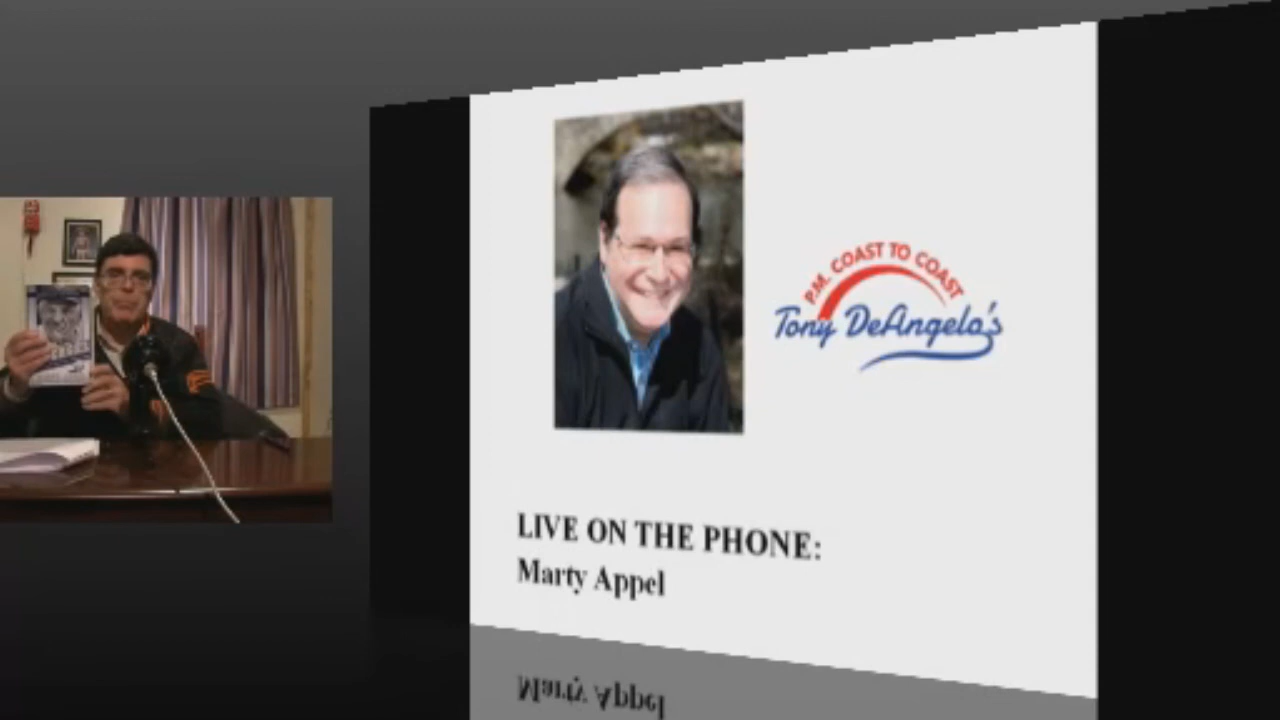 P.M. COAST TO COAST
Tony DeAngelo's
LIVE ON THE PHONE:
Marty Appel
Marty Appel